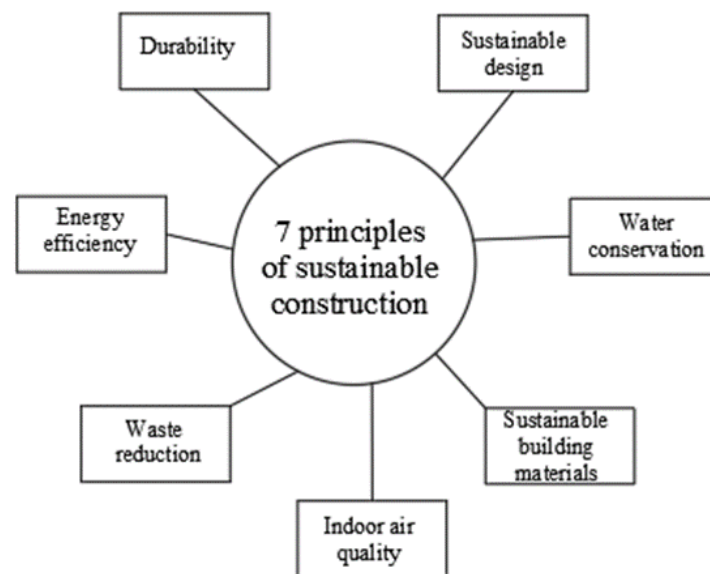 Durability
Sustainable
design
Energy
efficiency
7 principles
of sustainable
construction
Water
conservation
Waste
reduction
Sustainable
building
materials
Indoor air
quality